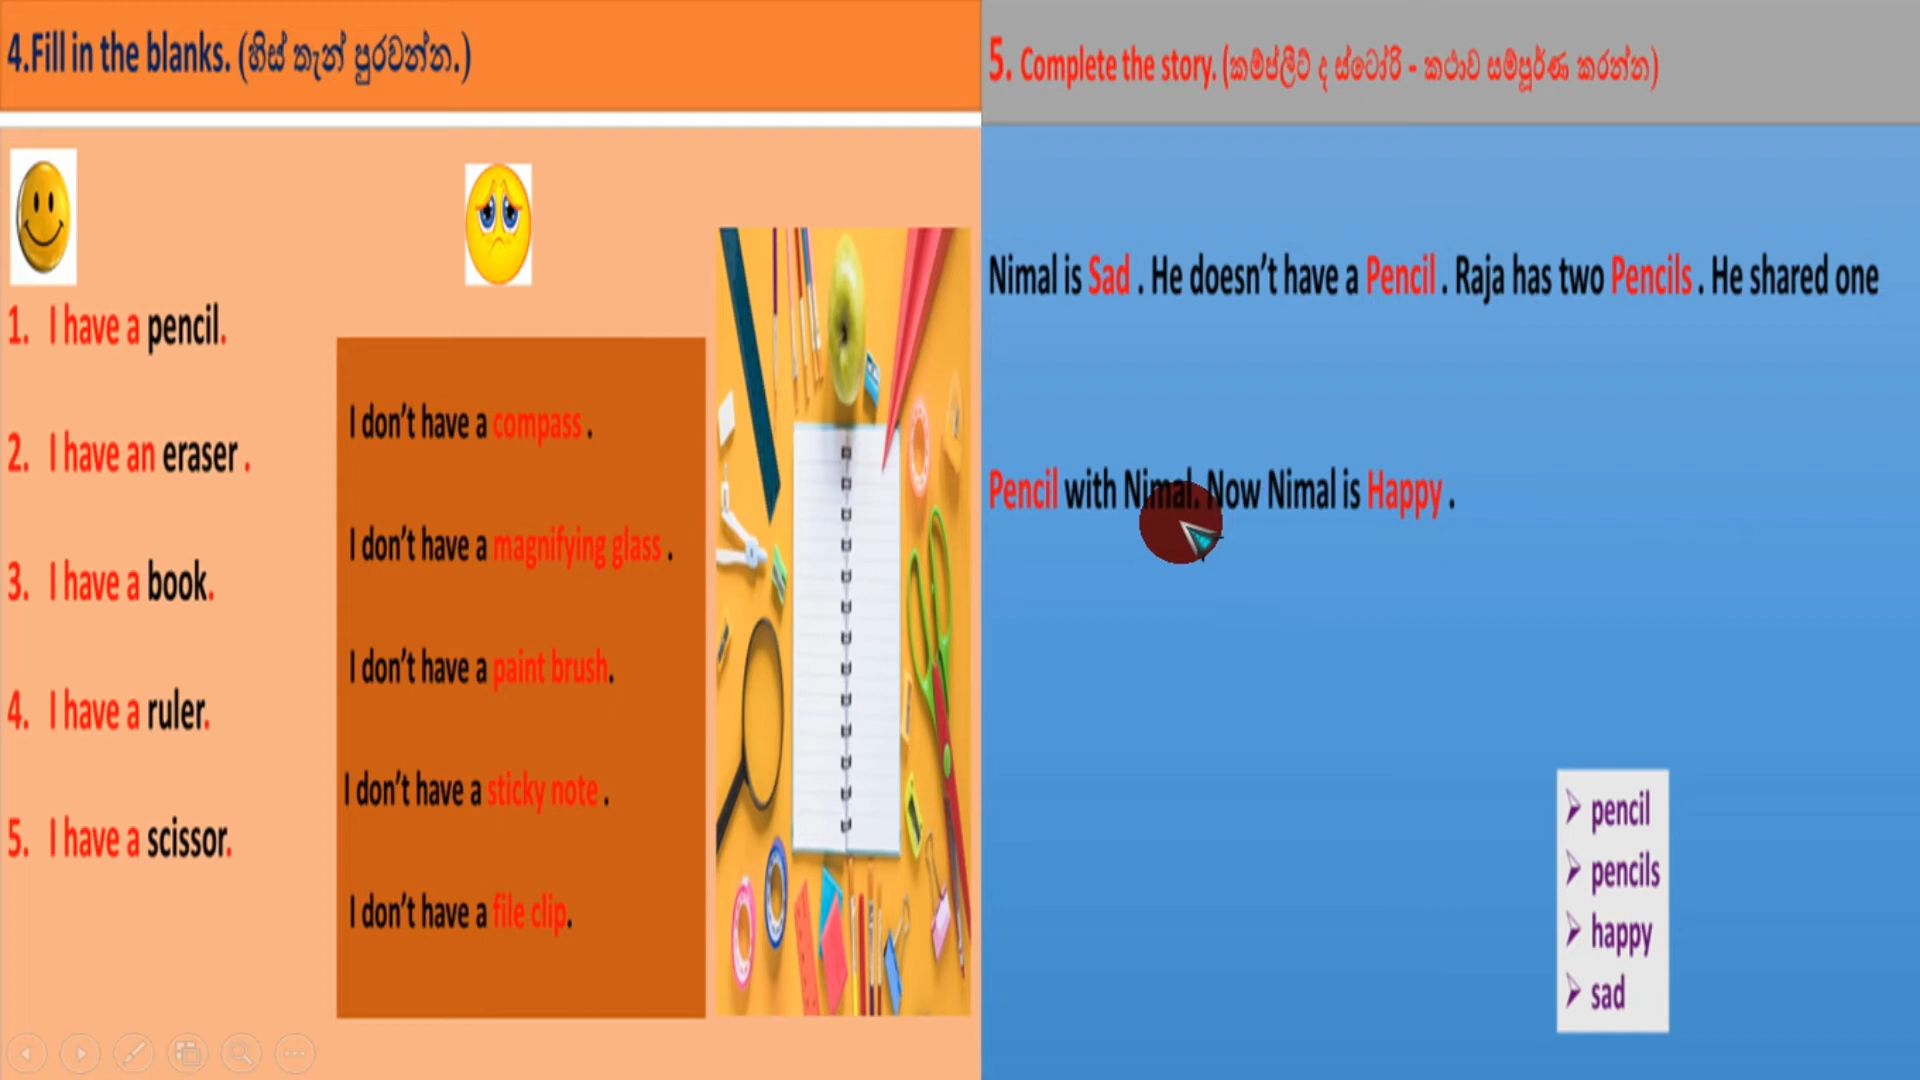 4.Fill in the blanks. (හිස් තැන් පුරවන්න.)
1. I have a pencil.
2. I have an eraser .
3. I have a book.
4. I have a ruler.
5. I have a scissor.
I don’t have a compass .
I don’t have a magnifying glass .
I don’t have a paint brush.
I don’t have a sticky note .
I don’t have a file clip.
5. Complete the story. (කම්ප්ලීට් ද ස්ටෝරි - කථාව සම්පූර්ණ කරන්න)
Nimal is Sad . He doesn’t have a Pencil . Raja has two Pencils . He shared one
Pencil with Nimal. Now Nimal is Happy .
pencil
pencils
happy
sad